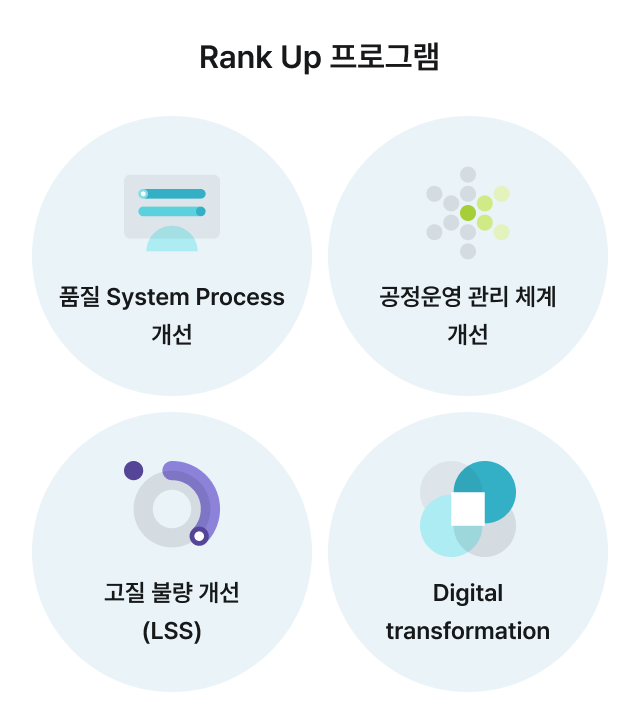 Rank Up 프로그램
품질 System Process
개선
공정운영 관리 체계
개선
고질 불량 개선
(LSS)
Digital
transformation